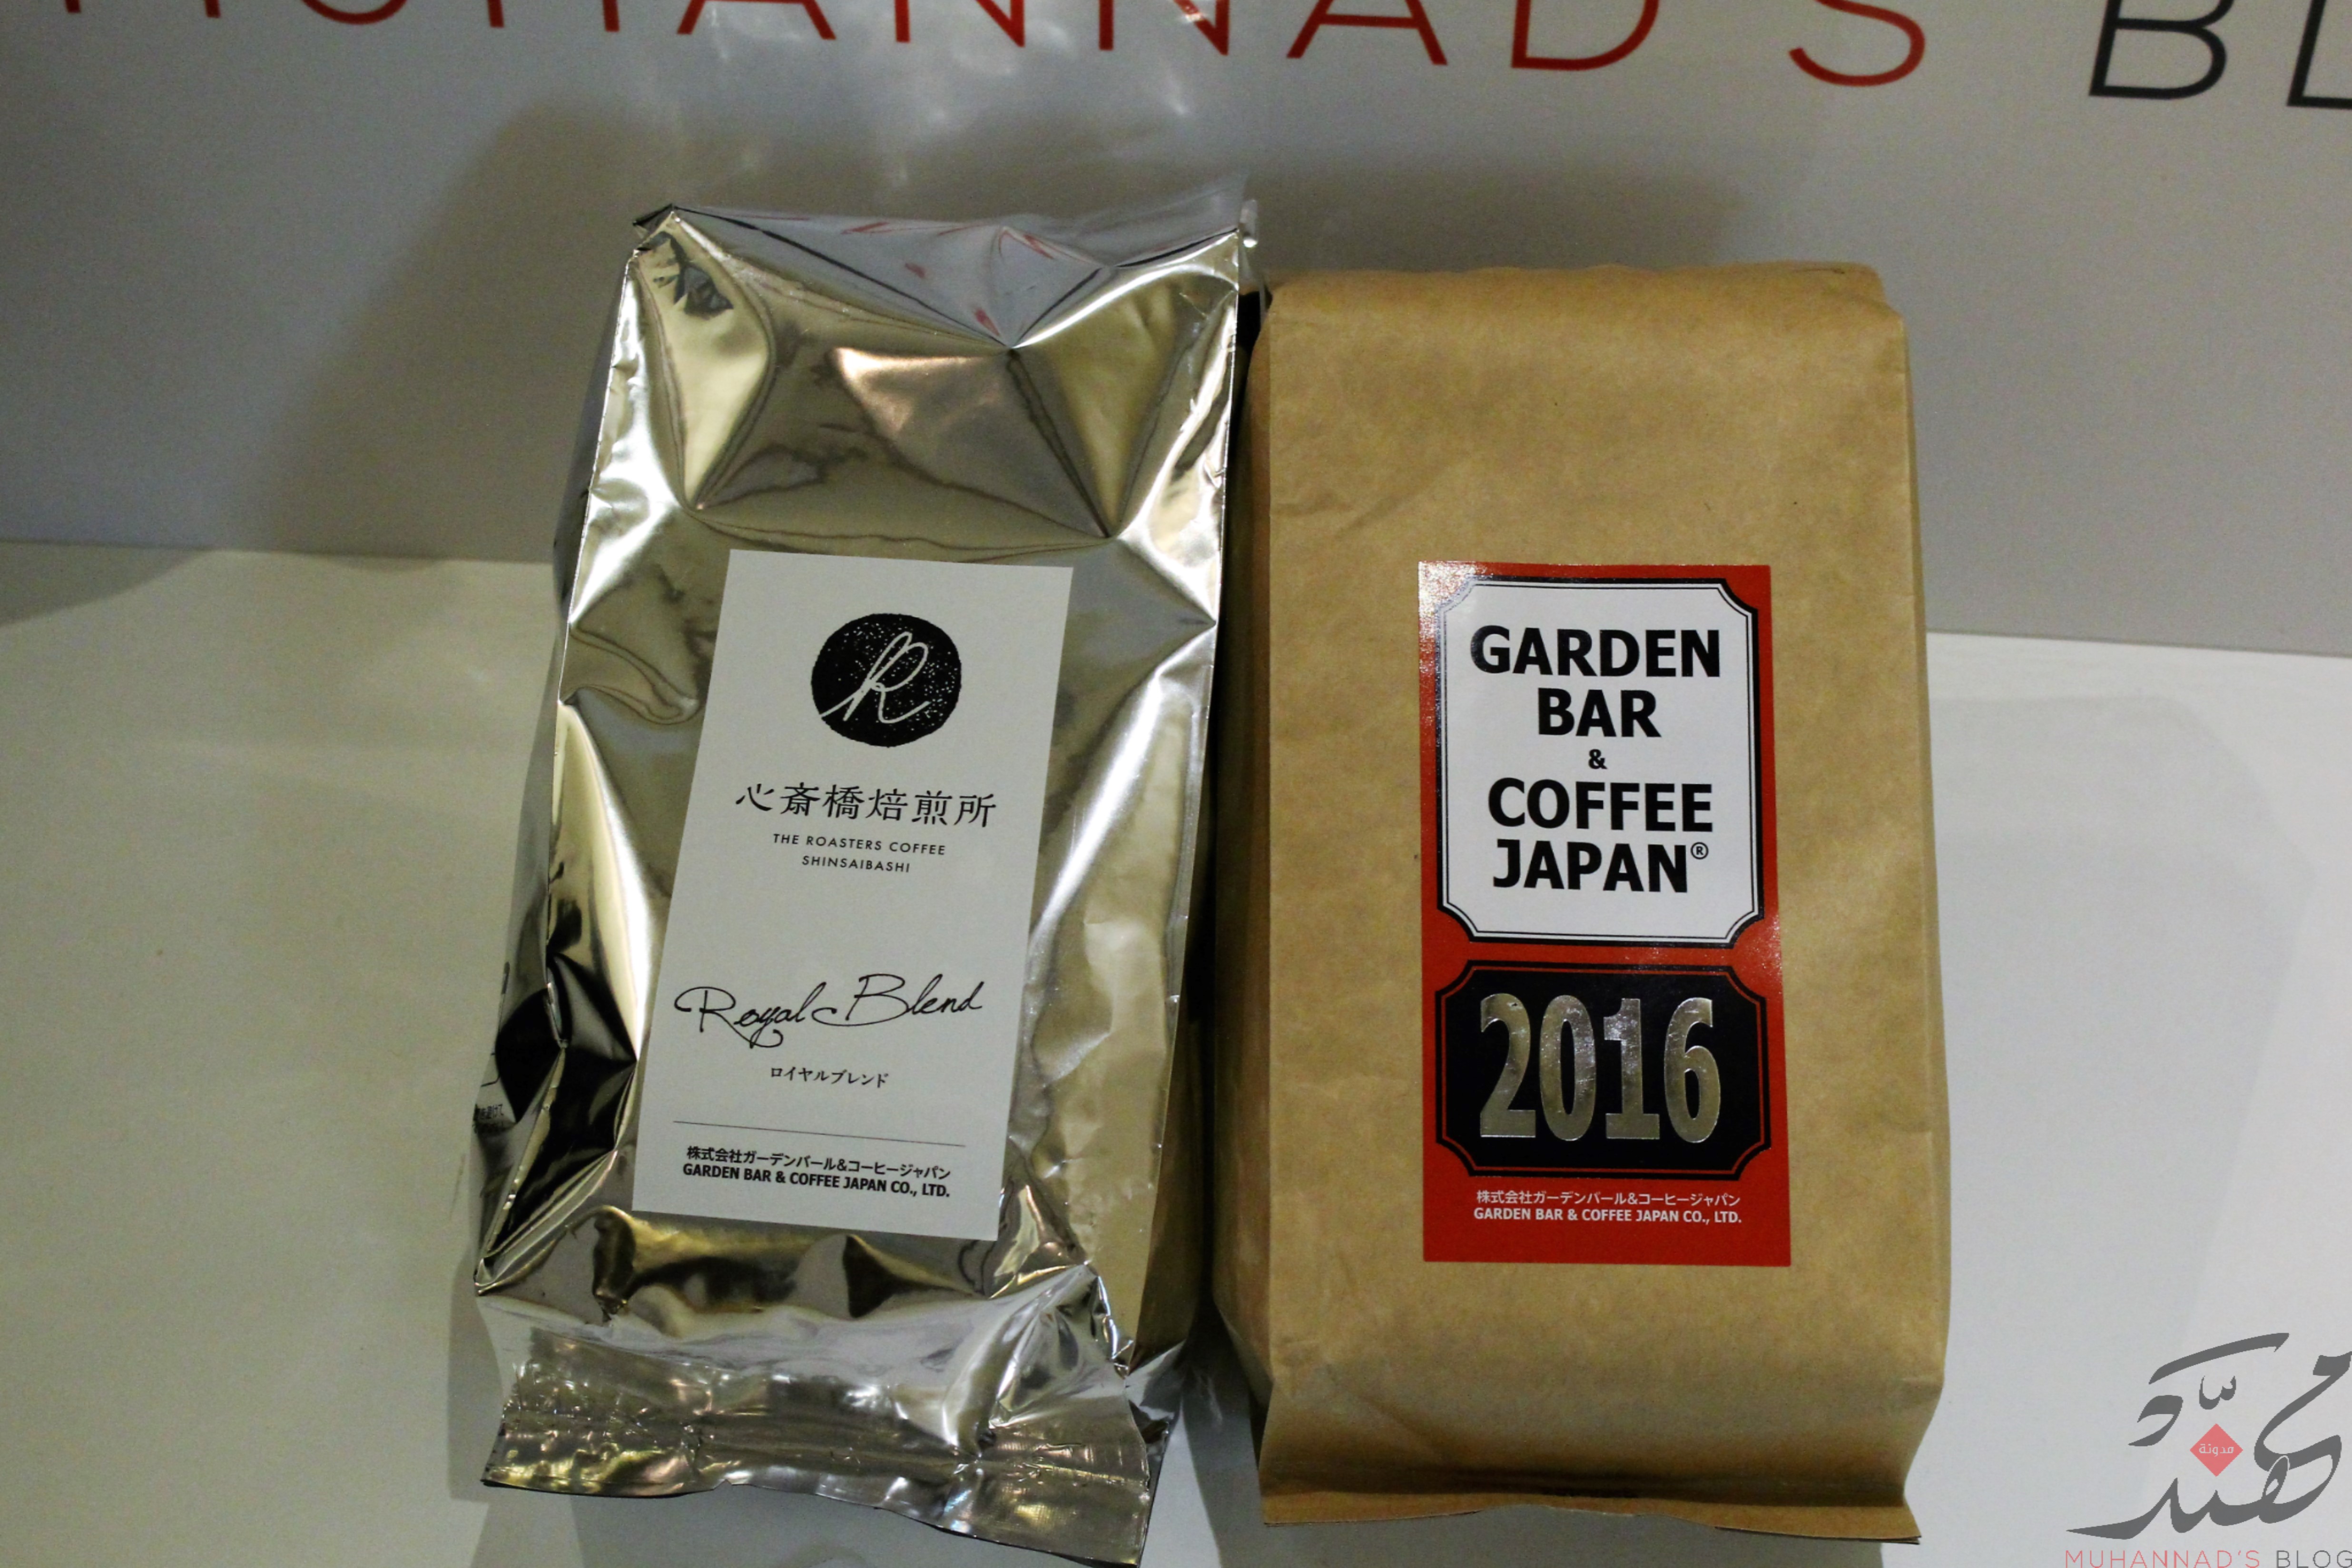 MUHANNAD'S BL
R
心斎橋焙煎所
THE ROASTERS COFFEE
SHINSAIBASHI
Royal Blend
ロイヤルブレンド
株式会社ガーデンバール&コーヒージャパン
GARDEN BAR & COFFEE JAPAN CO., LTD.
GARDEN
BAR
&
COFFEE
JAPAN®
2016
株式会社ガーデンバール&コーヒージャパン
GARDEN BAR & COFFEE JAPAN CO., LTD.
مهنّد
مدونة
MUHANNAD'S BLOG